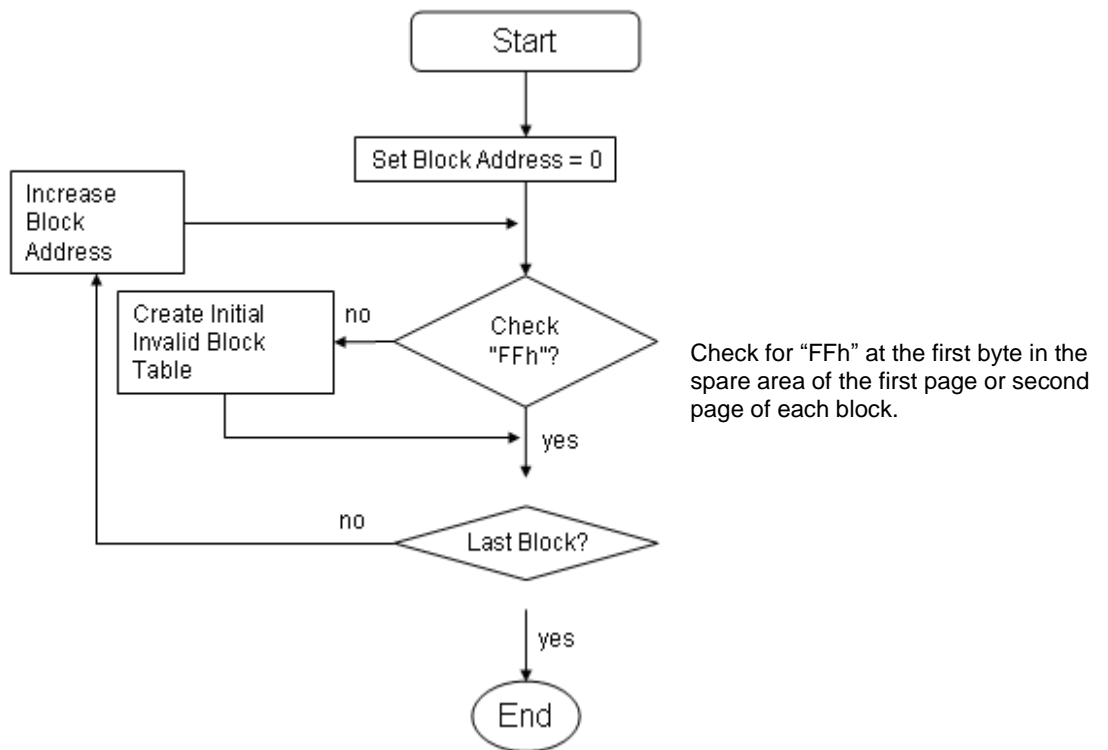 Start
Set Block Address = 0
Increase
Block
Address
Create Initial
Invalid Block
Table
no
Check
"FFh"?
Check for “FFh” at the first byte in the
spare area of the first page or second
page of each block.
yes
no
Last Block?
yes
End